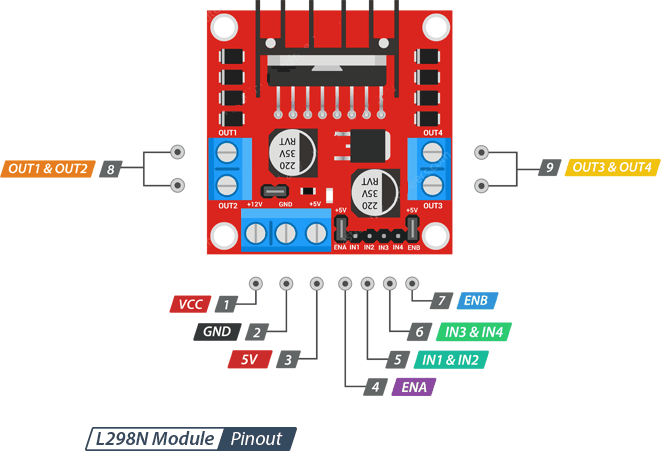 OUT1
OUT4
220
35V
RVT
OUT1 & OUT2 8
9 OUT3 & OUT4
220
35V
RVT
OUT2
OUT3
+12V GND +5V
+5V +5V
ENA IN1 IN2 IN3 IN4 ENB
VCC 1
7 ENB
GND 2
6 IN3 & IN4
5V 3
5 IN1 & IN2
4 ENA
L298N Module Pinout